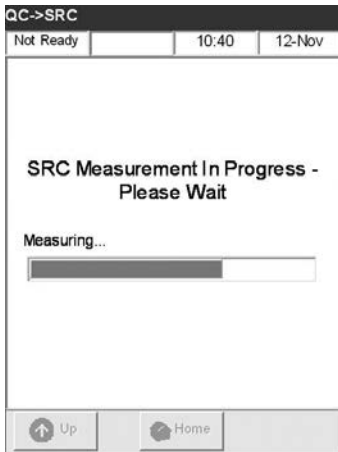 QC->SRC
Not Ready 10:40 12-Nov
SRC Measurement In Progress -
Please Wait
Measuring...
Up Home